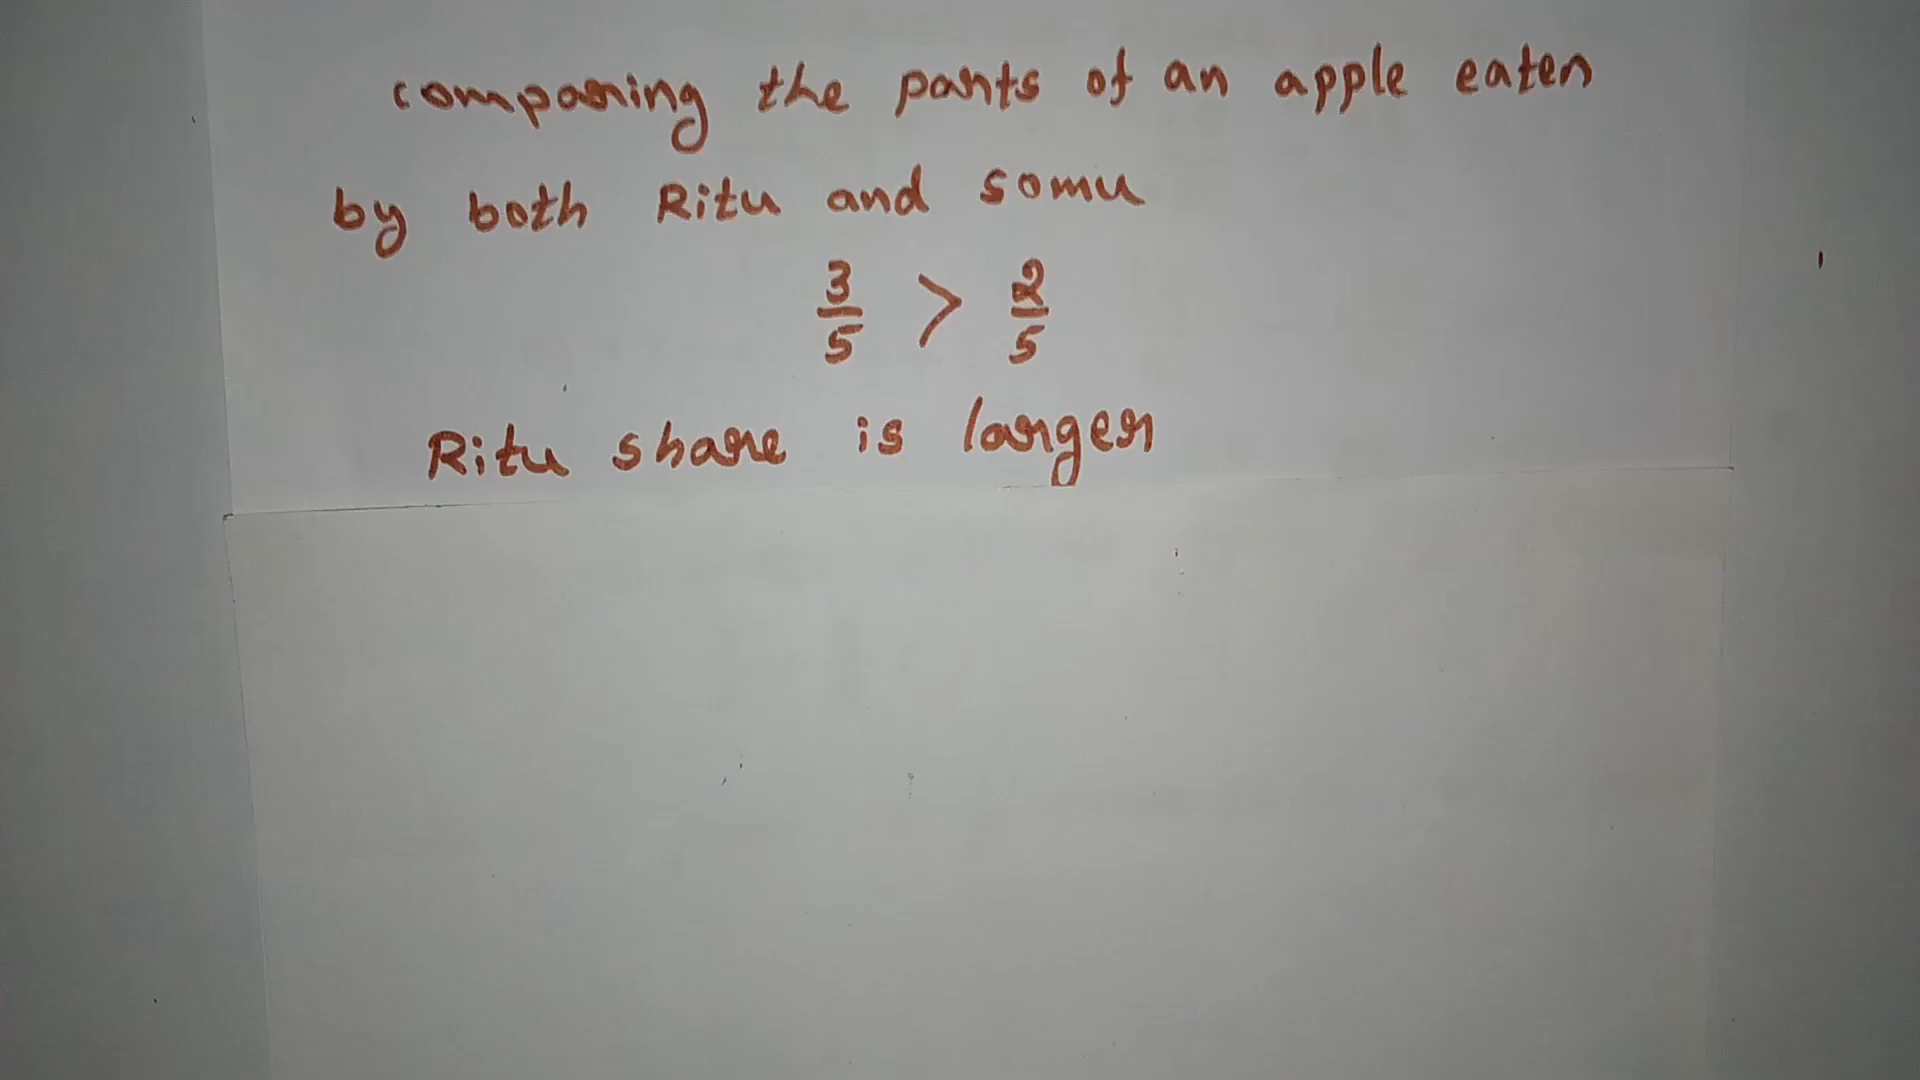 comparing the parts of an apple eaten
by both Ritu and somu
3/5 > 2/5
Ritu share is larger